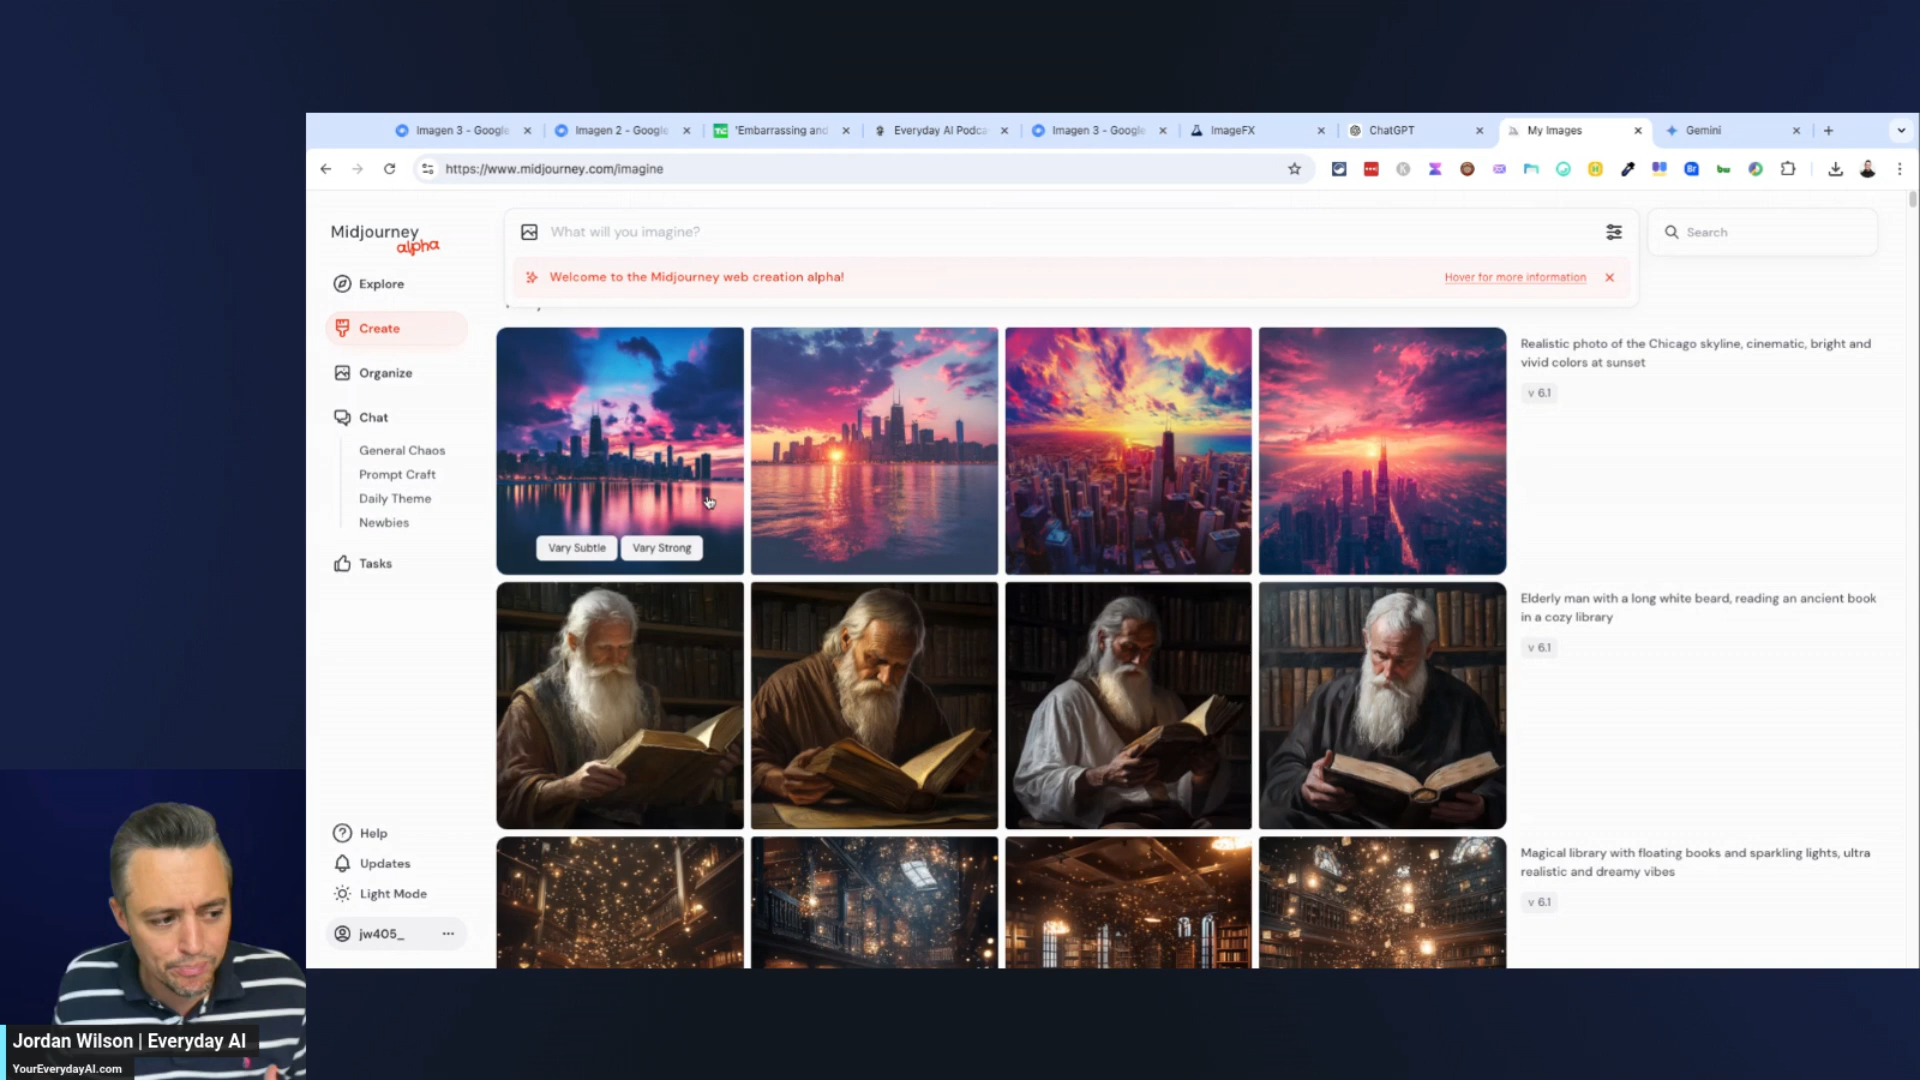 Imagen 3 - Google
Imagen 2 - Google
'Embarrassing and
Everyday AI Podca
Imagen 3 - Google
ImageFX
ChatGPT
My Images
Gemini
https://www.midjourney.com/imagine
Midjourney
alpha
What will you imagine?
Search
Welcome to the Midjourney web creation alpha!
Hover for more information
Explore
Create
Organize
Chat
General Chaos
Prompt Craft
Daily Theme
Newbies
Tasks
Vary Subtle
Vary Strong
Realistic photo of the Chicago skyline, cinematic, bright and
vivid colors at sunset
v 6.1
Elderly man with a long white beard, reading an ancient book
in a cozy library
v 6.1
Magical library with floating books and sparkling lights, ultra
realistic and dreamy vibes
v 6.1
Help
Updates
Light Mode
jw405_
Jordan Wilson | Everyday AI
YourEverydayAI.com